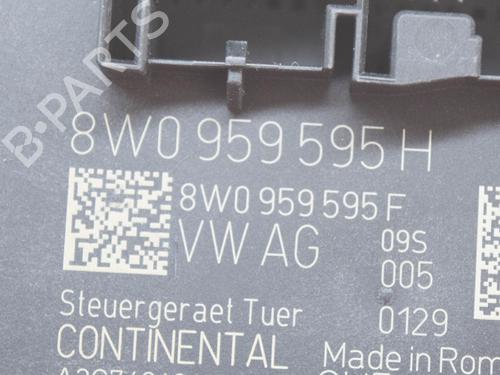 B-PARTS
8W0 959 595 H
8W0 959 595 F
VW AG 09S
005
Steuergeraet Tuer 0129
CONTINENTAL Made in Rom